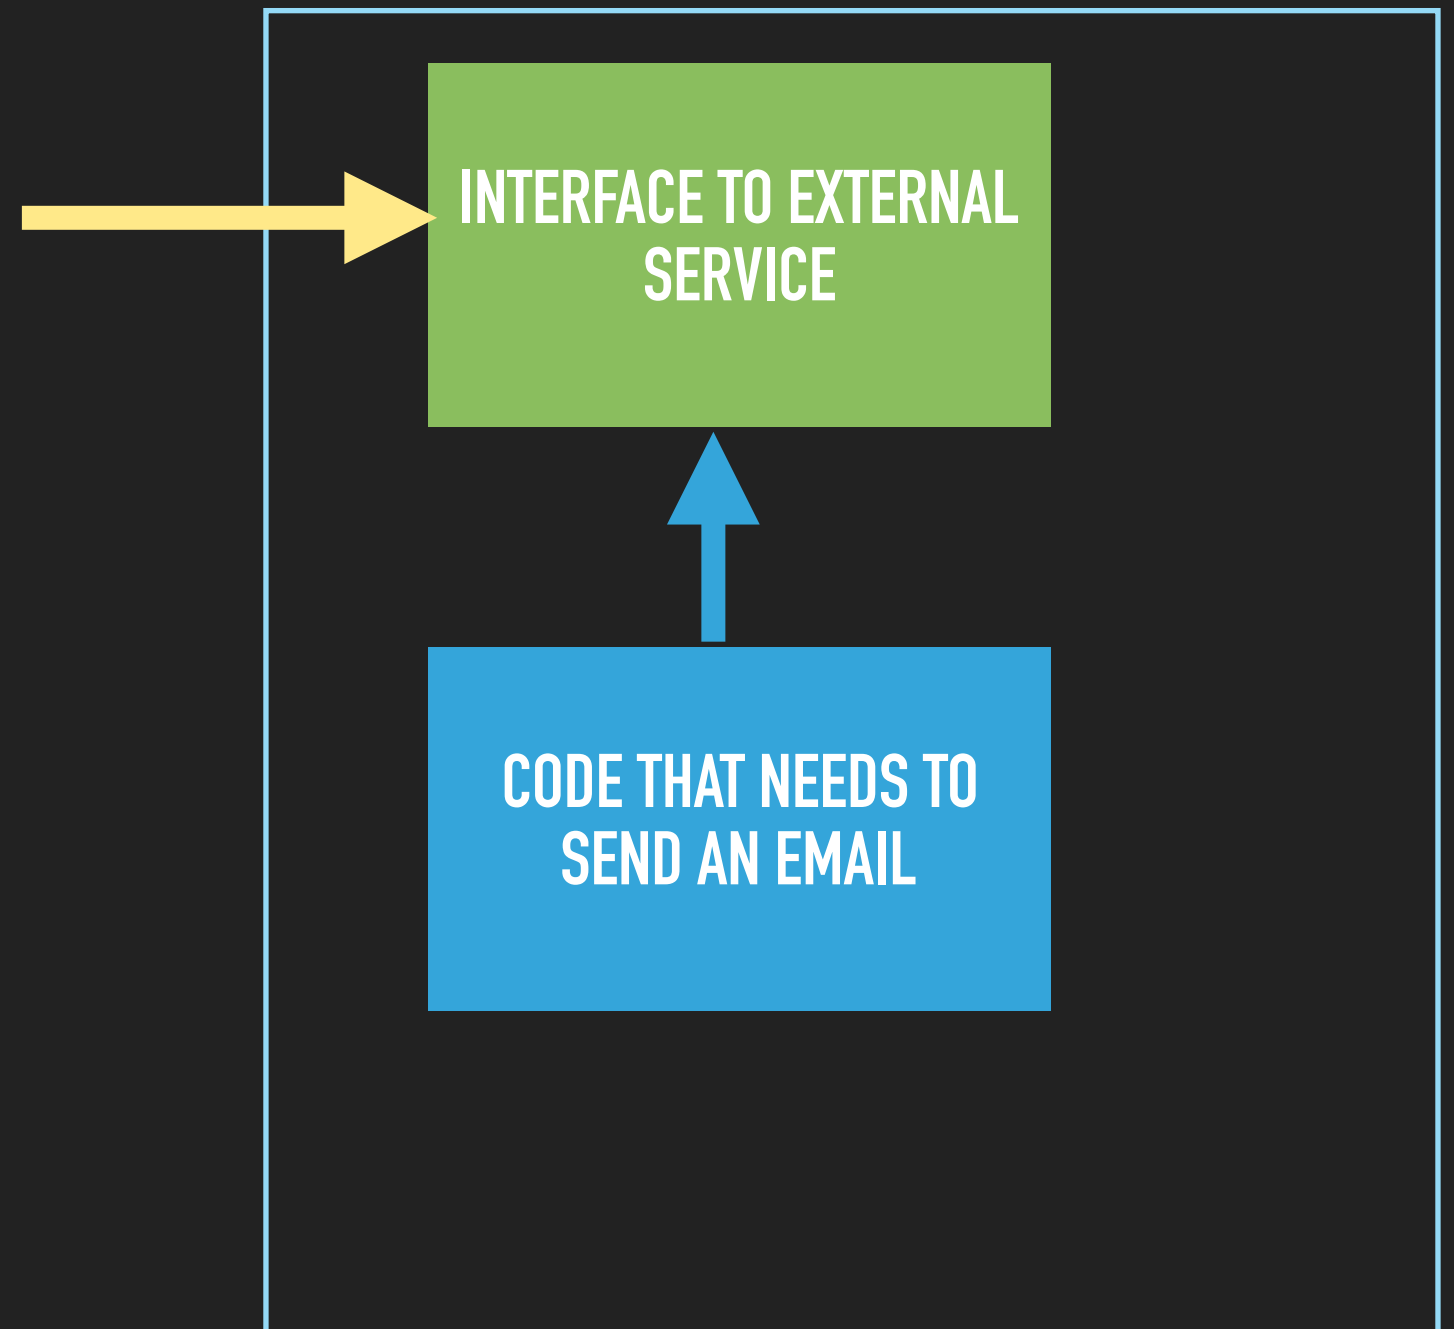 INTERFACE TO EXTERNAL
SERVICE
CODE THAT NEEDS TO
SEND AN EMAIL